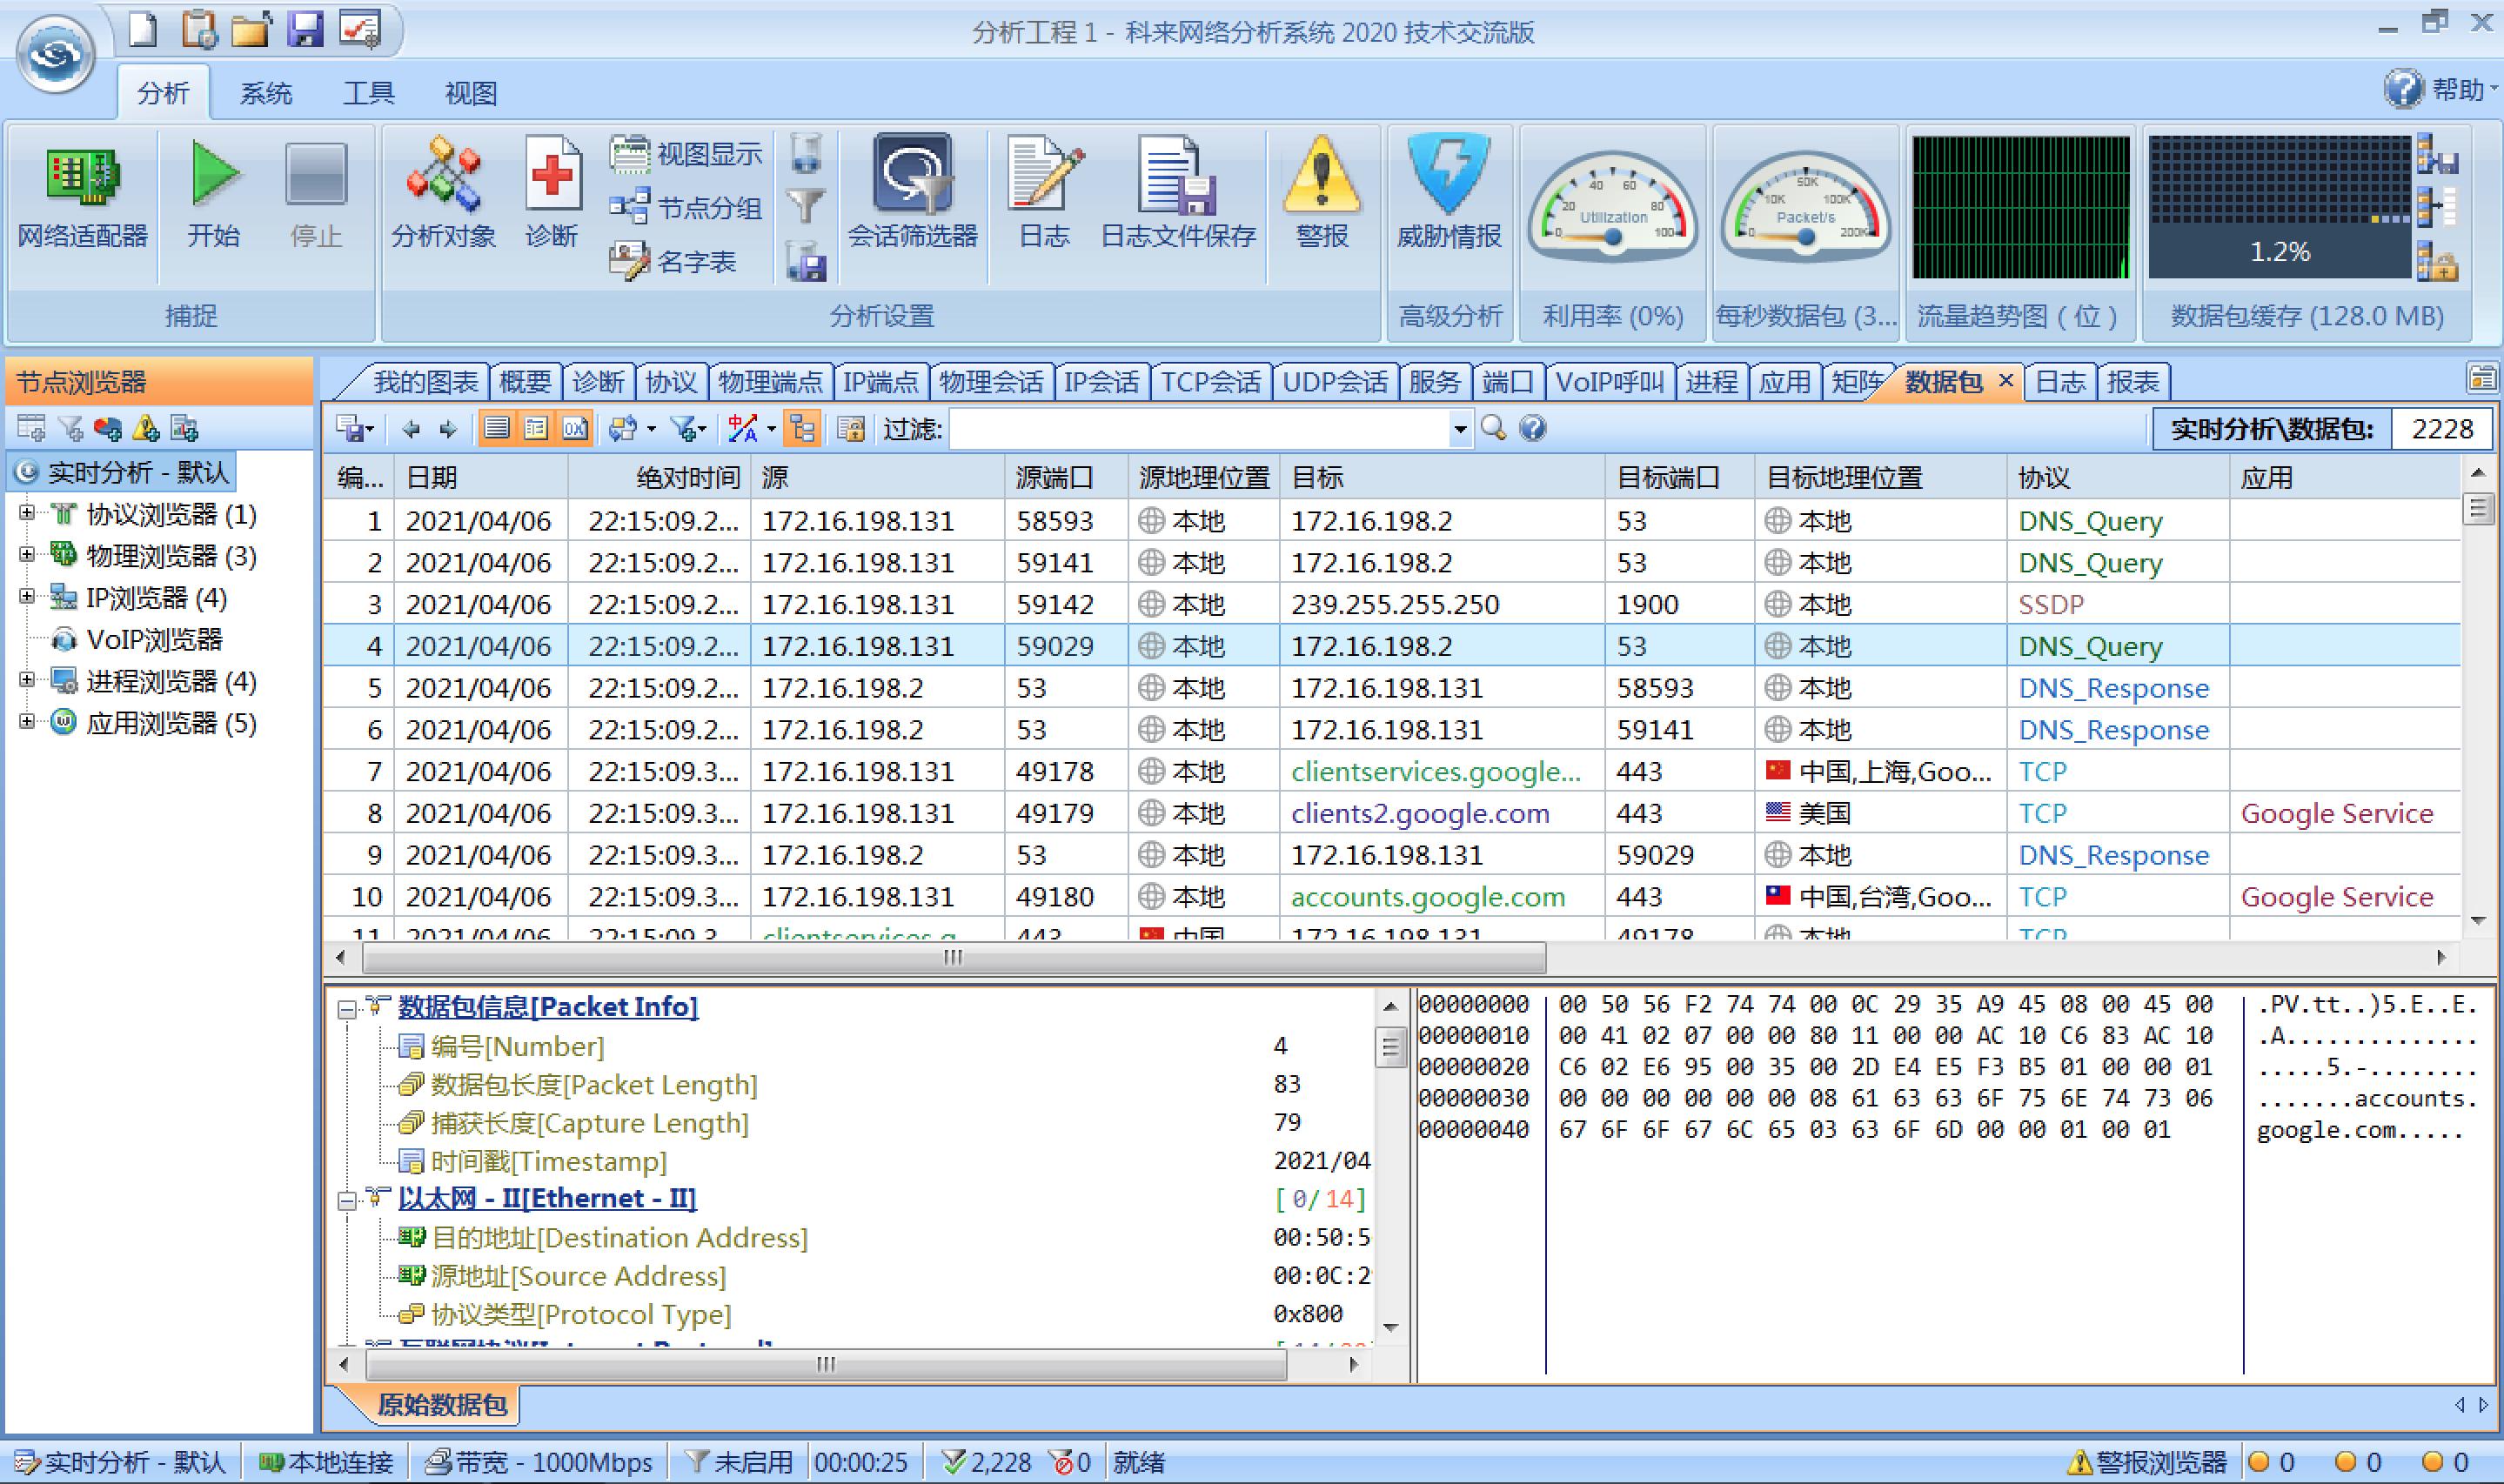 分析工程 1 - 科来网络分析系统 2020 技术交流版
分析 系统 工具 视图 帮助
网络适配器 开始 停止 分析对象 诊断 视图显示 节点分组 名字表 会话筛选器 日志 日志文件保存 警报 威胁情报
0 20 40 60 80 100 Utilization
0 10K 50K 100K 200K Packet/s
1.2%
捕捉 分析设置 高级分析 利用率 (0%) 每秒数据包 (3... 流量趋势图 ( 位 ) 数据包缓存 (128.0 MB)
节点浏览器
实时分析 - 默认
协议浏览器 (1)
物理浏览器 (3)
IP浏览器 (4)
VoIP浏览器
进程浏览器 (4)
应用浏览器 (5)
我的图表 概要 诊断 协议 物理端点 IP端点 物理会话 IP会话 TCP会话 UDP会话 服务 端口 VoIP呼叫 进程 应用 矩阵 数据包 日志 报表
过滤: 实时分析\数据包: 2228
编... 日期 绝对时间 源 源端口 源地理位置 目标 目标端口 目标地理位置 协议 应用
1 2021/04/06 22:15:09.2... 172.16.198.131 58593 本地 172.16.198.2 53 本地 DNS_Query
2 2021/04/06 22:15:09.2... 172.16.198.131 59141 本地 172.16.198.2 53 本地 DNS_Query
3 2021/04/06 22:15:09.2... 172.16.198.131 59142 本地 239.255.255.250 1900 本地 SSDP
4 2021/04/06 22:15:09.2... 172.16.198.131 59029 本地 172.16.198.2 53 本地 DNS_Query
5 2021/04/06 22:15:09.2... 172.16.198.2 53 本地 172.16.198.131 58593 本地 DNS_Response
6 2021/04/06 22:15:09.2... 172.16.198.2 53 本地 172.16.198.131 59141 本地 DNS_Response
7 2021/04/06 22:15:09.3... 172.16.198.131 49178 本地 clientservices.google... 443 中国,上海,Goo... TCP
8 2021/04/06 22:15:09.3... 172.16.198.131 49179 本地 clients2.google.com 443 美国 TCP Google Service
9 2021/04/06 22:15:09.3... 172.16.198.2 53 本地 172.16.198.131 59029 本地 DNS_Response
10 2021/04/06 22:15:09.3... 172.16.198.131 49180 本地 accounts.google.com 443 中国,台湾,Goo... TCP Google Service
11 2021/04/06 22:15:09.3 clientservices.g 443 中国 172.16.198.131 49178 本地 TCP
数据包信息[Packet Info]
编号[Number] 4
数据包长度[Packet Length] 83
捕获长度[Capture Length] 79
时间戳[Timestamp] 2021/04
以太网 - II[Ethernet - II] [ 0/ 14]
目的地址[Destination Address] 00:50:5
源地址[Source Address] 00:0C:2
协议类型[Protocol Type] 0x800
00000000 00 50 56 F2 74 74 00 0C 29 35 A9 45 08 00 45 00 .PV.tt..)5.E..E.
00000010 00 41 02 07 00 00 80 11 00 00 AC 10 C6 83 AC 10 .A..............
00000020 C6 02 E6 95 00 35 00 2D E4 E5 F3 B5 01 00 00 01 .....5.-........
00000030 00 00 00 00 00 00 08 61 63 63 6F 75 6E 74 73 06 .......accounts.
00000040 67 6F 6F 67 6C 65 03 63 6F 6D 00 00 01 00 01 google.com.....
原始数据包
实时分析 - 默认 本地连接 带宽 - 1000Mbps 未启用 00:00:25 2,228 0 就绪 警报浏览器 0 0 0